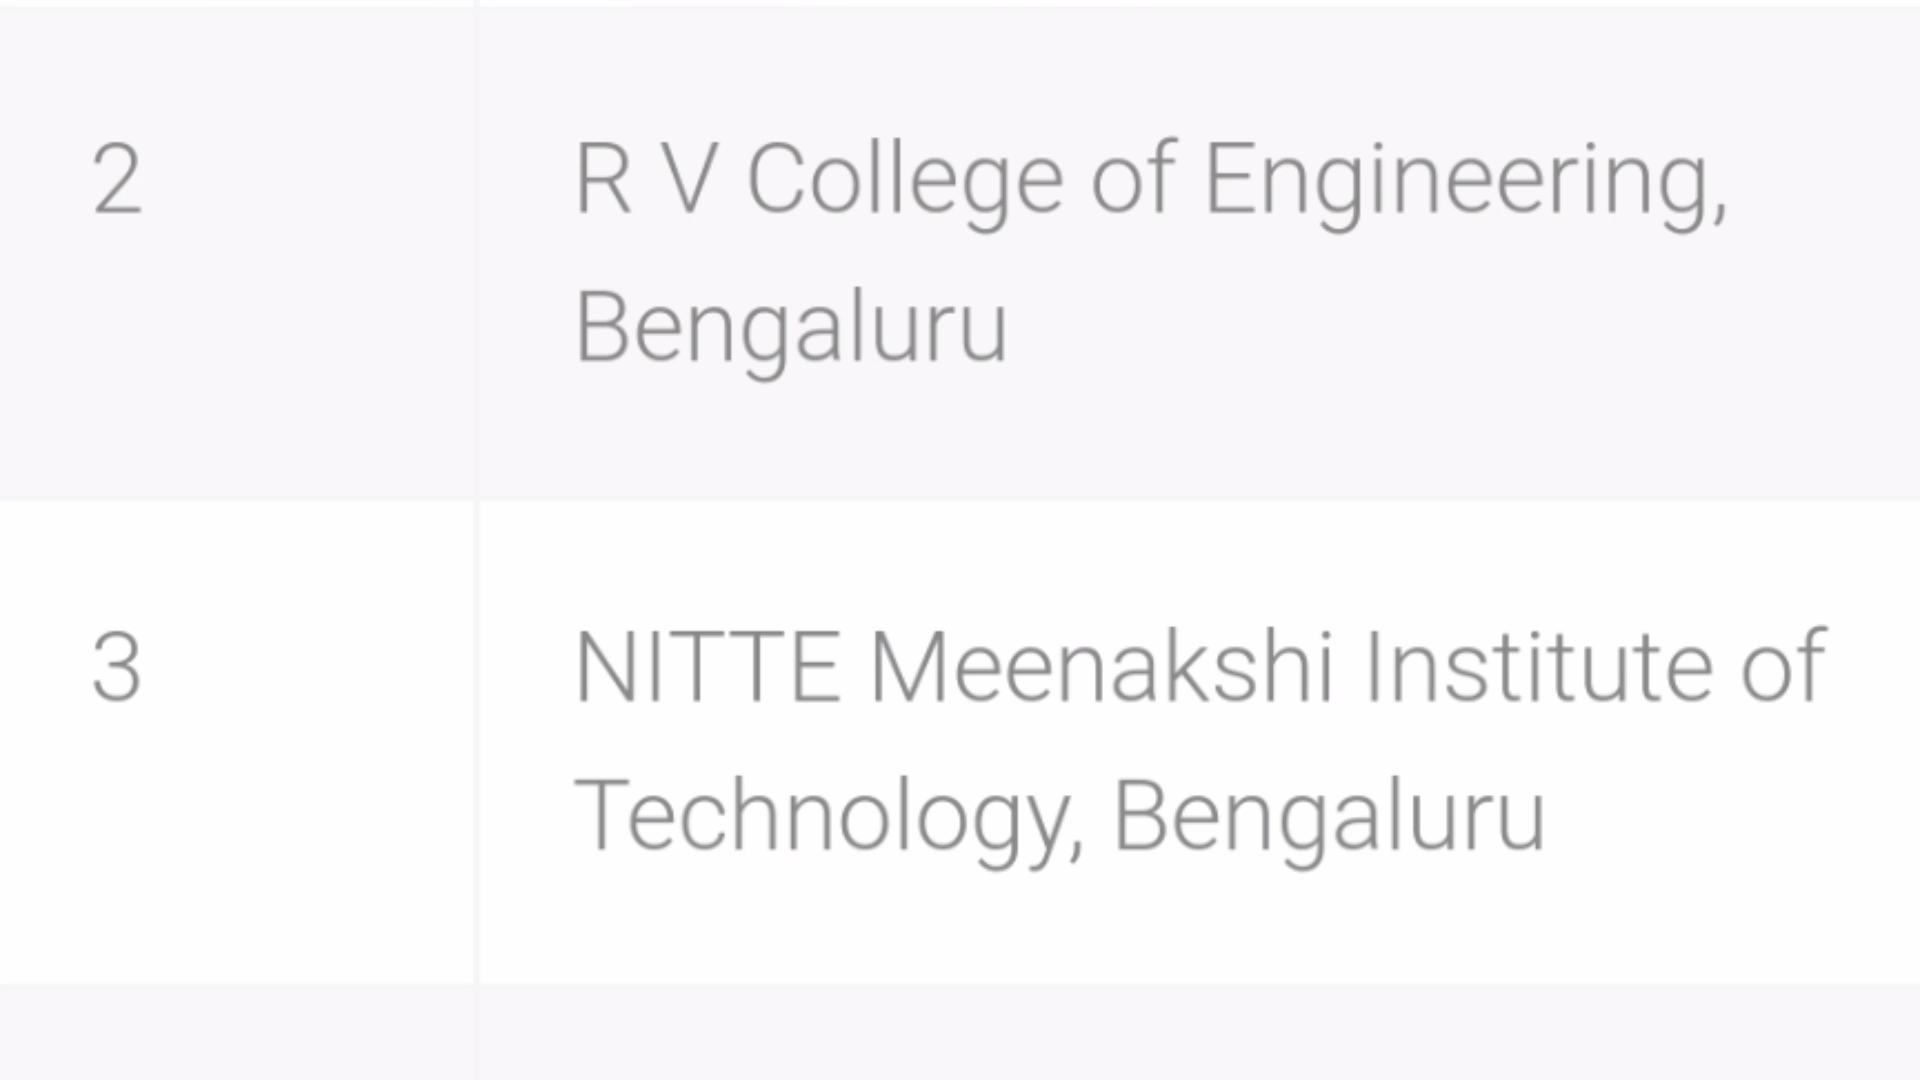 2
R V College of Engineering,
Bengaluru
3
NITTE Meenakshi Institute of
Technology, Bengaluru